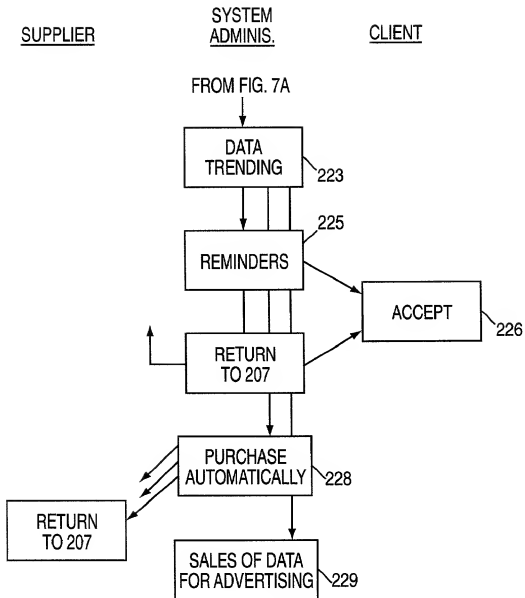 SUPPLIER
SYSTEM
ADMINIS.
CLIENT
FROM FIG. 7A
DATA
TRENDING
223
225
REMINDERS
ACCEPT
226
RETURN
TO 207
PURCHASE
AUTOMATICALLY
228
RETURN
TO 207
SALES OF DATA
FOR ADVERTISING
229